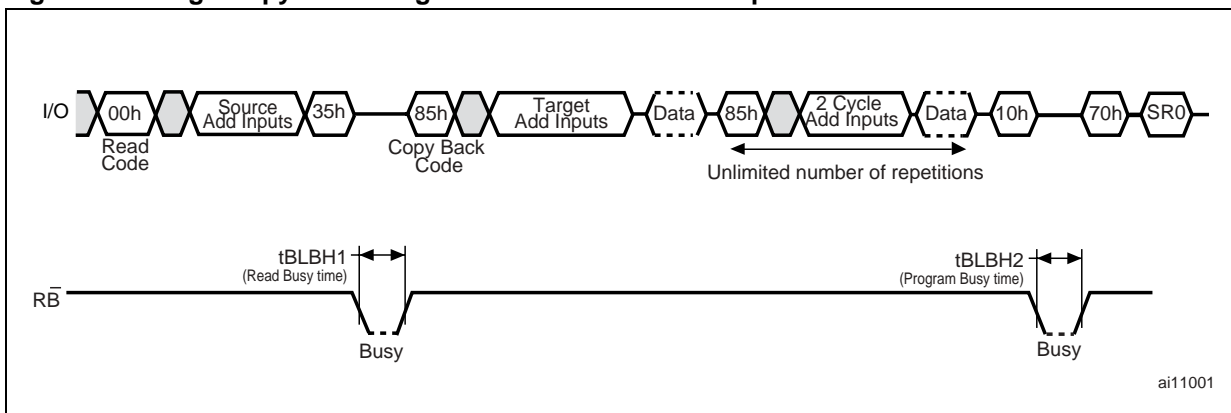 I/O 00h Source Add Inputs 35h 85h Target Add Inputs Data 85h 2 Cycle Add Inputs Data 10h 70h SR0
Read Code
Copy Back Code
Unlimited number of repetitions
tBLBH1
(Read Busy time)
tBLBH2
(Program Busy time)
RB
Busy
Busy
ai11001